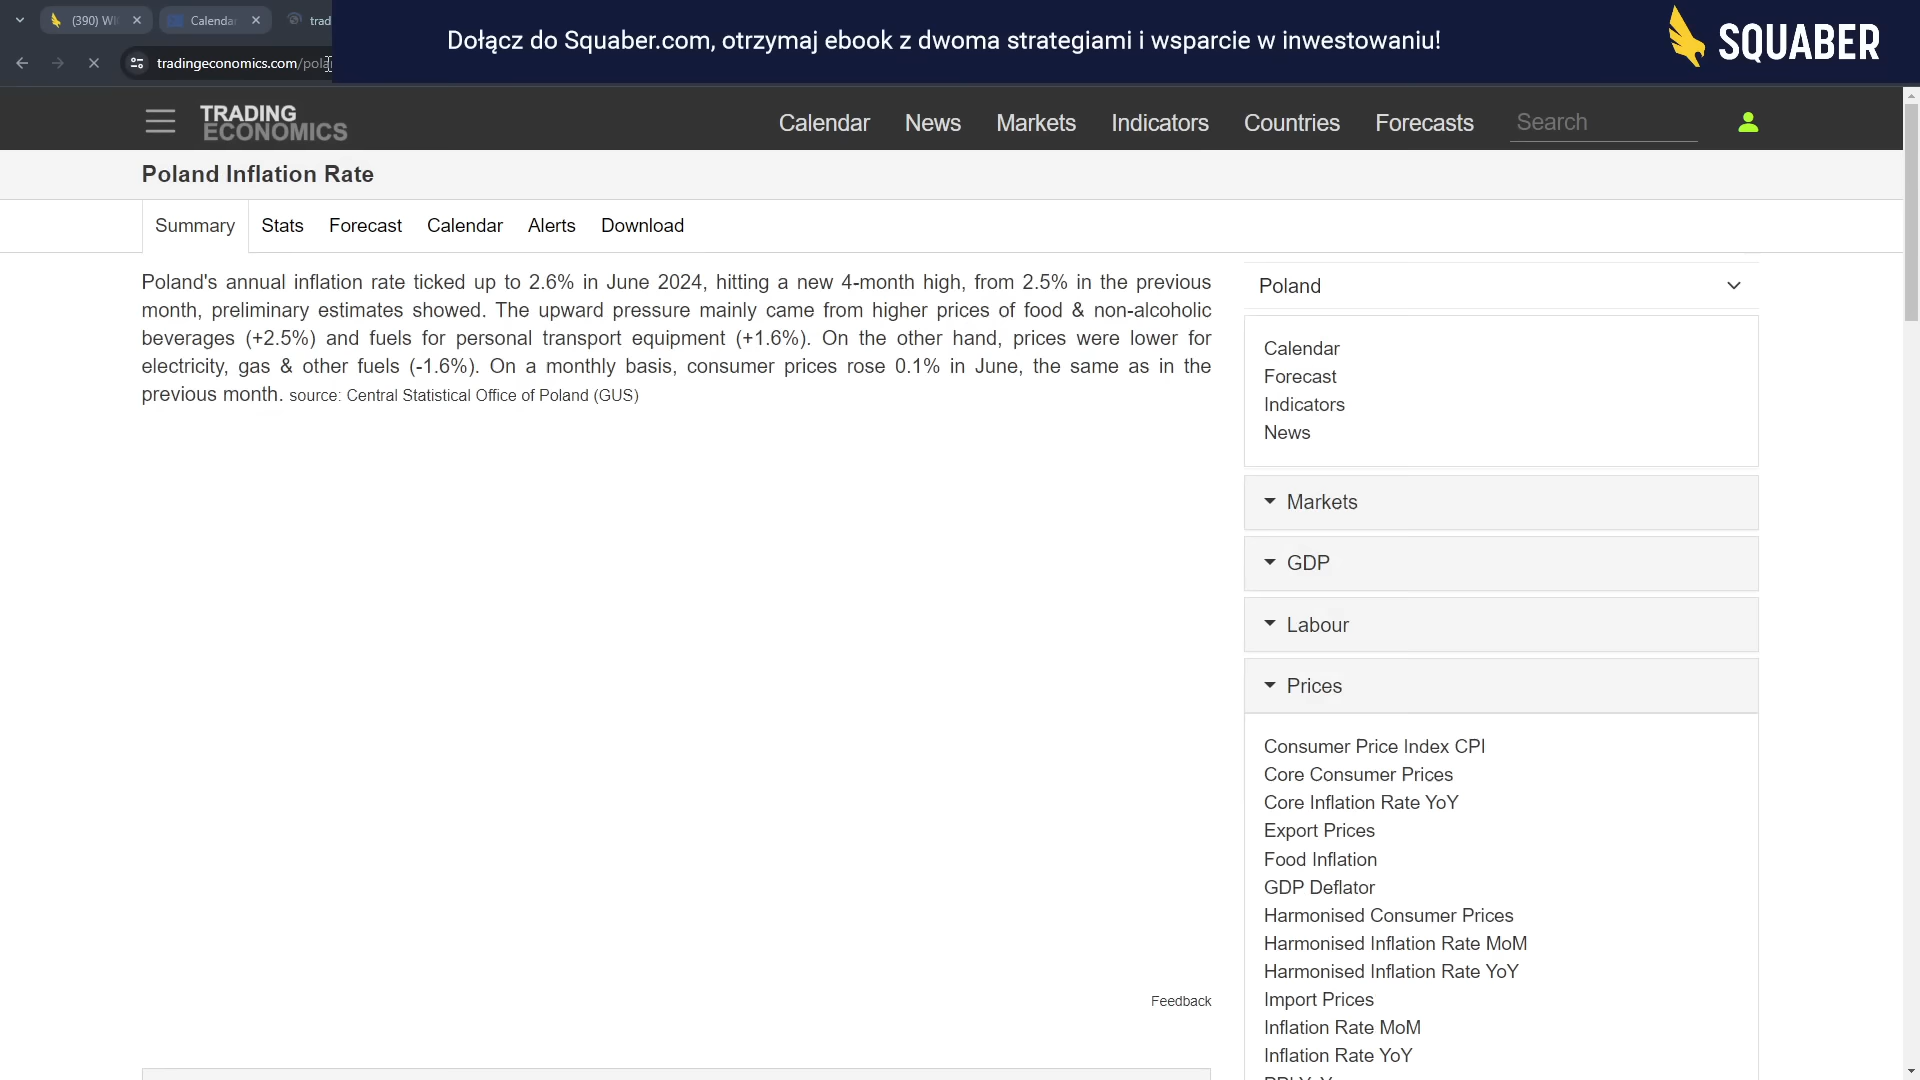 (390) WI
Calendar
trad
Dołącz do Squaber.com, otrzymaj ebook z dwoma strategiami i wsparcie w inwestowaniu!
SQUABER
tradingeconomics.com/pola
TRADING
ECONOMICS
Calendar
News
Markets
Indicators
Countries
Forecasts
Search
Poland Inflation Rate
Summary
Stats
Forecast
Calendar
Alerts
Download
Poland's annual inflation rate ticked up to 2.6% in June 2024, hitting a new 4-month high, from 2.5% in the previous
month, preliminary estimates showed. The upward pressure mainly came from higher prices of food & non-alcoholic
beverages (+2.5%) and fuels for personal transport equipment (+1.6%). On the other hand, prices were lower for
electricity, gas & other fuels (-1.6%). On a monthly basis, consumer prices rose 0.1% in June, the same as in the
previous month. source: Central Statistical Office of Poland (GUS)
Feedback
Poland
Calendar
Forecast
Indicators
News
Markets
GDP
Labour
Prices
Consumer Price Index CPI
Core Consumer Prices
Core Inflation Rate YoY
Export Prices
Food Inflation
GDP Deflator
Harmonised Consumer Prices
Harmonised Inflation Rate MoM
Harmonised Inflation Rate YoY
Import Prices
Inflation Rate MoM
Inflation Rate YoY